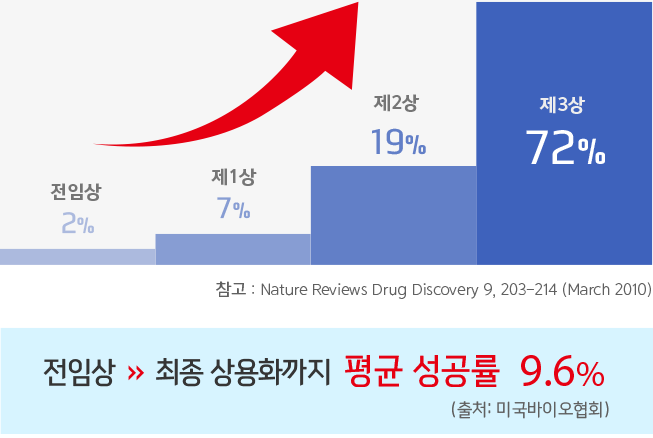 전임상
2%
제1상
7%
제2상
19%
제3상
72%
참고 : Nature Reviews Drug Discovery 9, 203-214 (March 2010)
전임상 » 최종 상용화까지 평균 성공률 9.6%
(출처: 미국바이오협회)